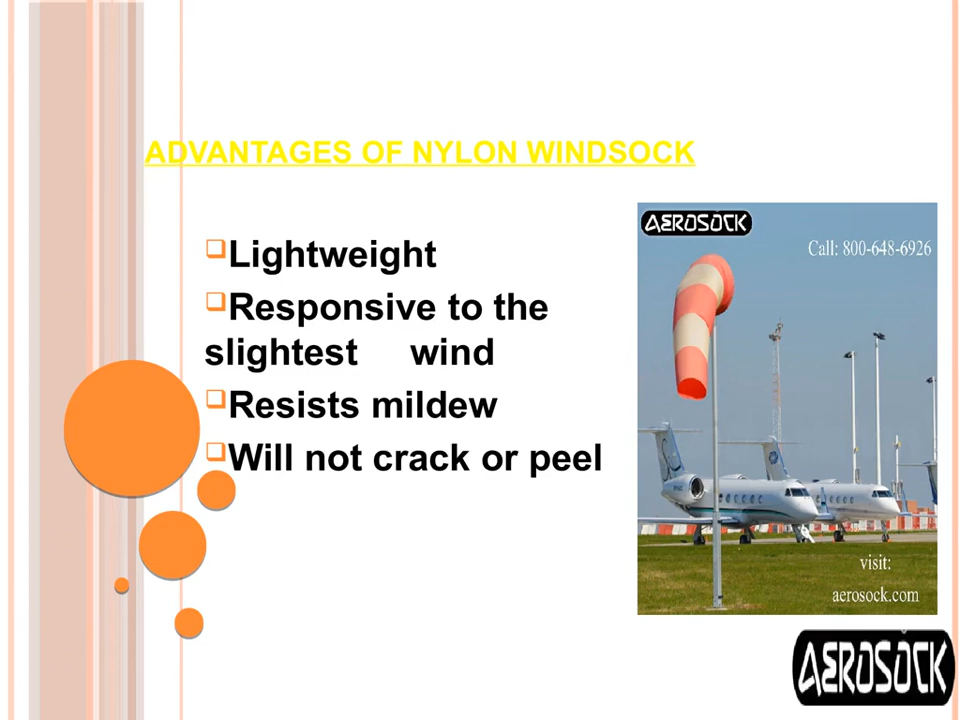 ADVANTAGES OF NYLON WINDSOCK
Lightweight
Responsive to the
slightest wind
Resists mildew
Will not crack or peel
AEROSOCK
Call: 800-648-6926
visit:
aerosock.com
AEROSOCK